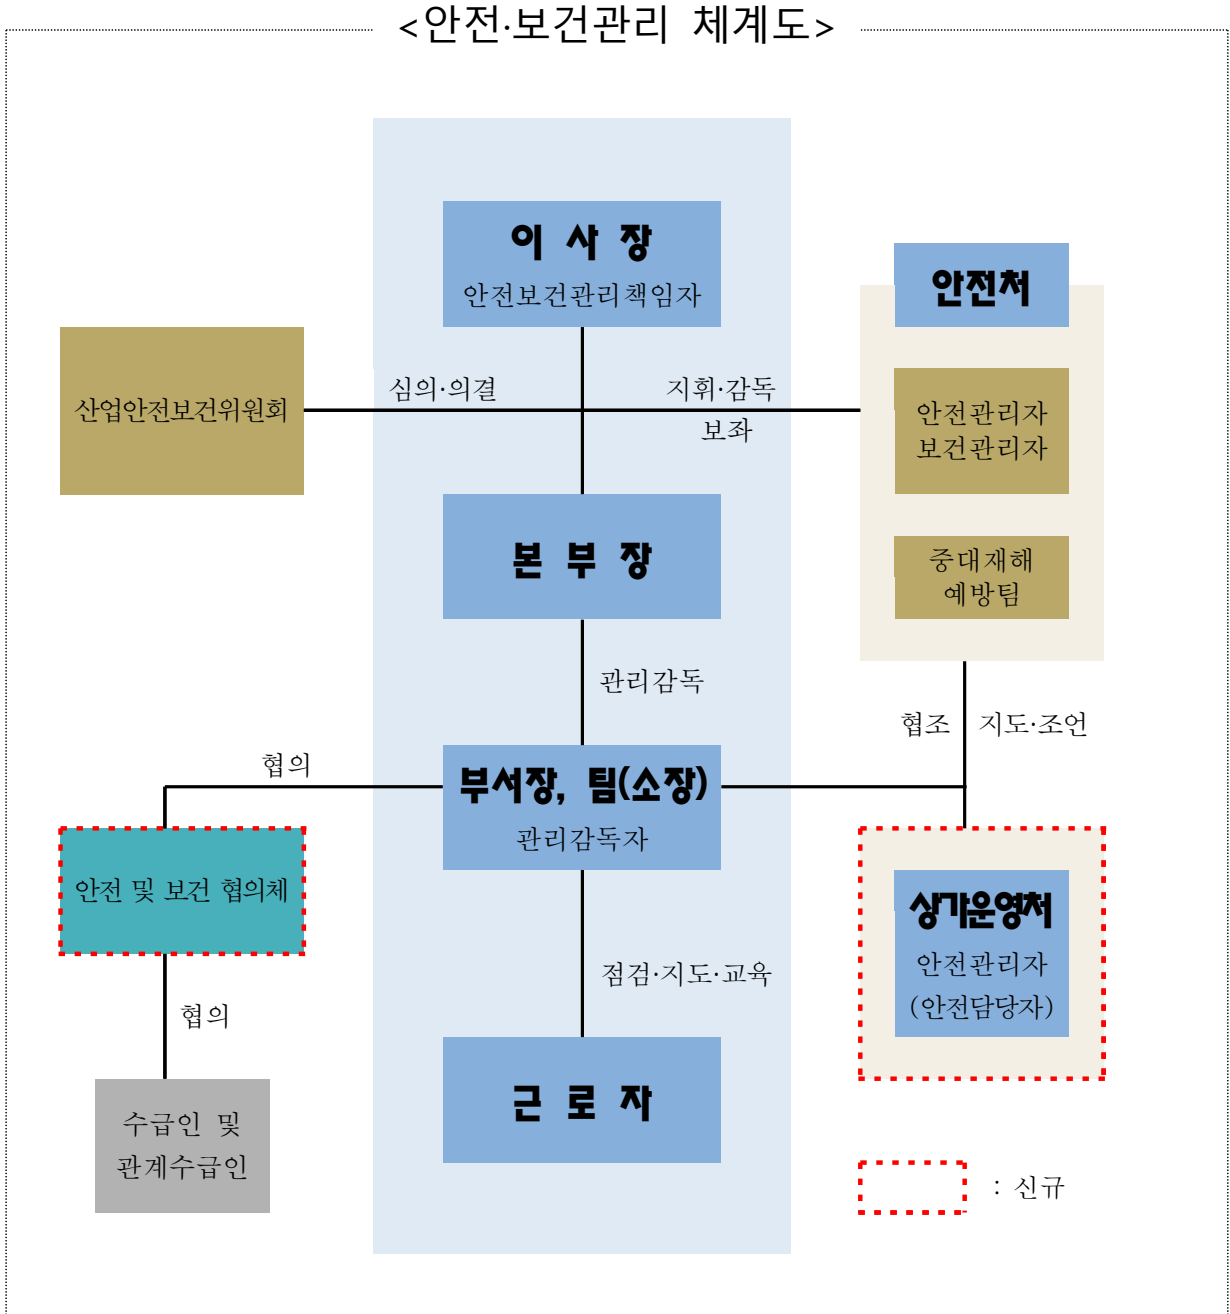 <안전·보건관리 체계도>
이 사 장
안전보건관리책임자
안전처
산업안전보건위원회
심의·의결
지휘·감독
보좌
안전관리자
보건관리자
본 부 장
중대재해
예방팀
관리감독
협조
지도·조언
협의
부서장, 팀(소장)
관리감독자
안전 및 보건 협의체
상가운영처
안전관리자
(안전담당자)
점검·지도·교육
협의
근 로 자
수급인 및
관계수급인
: 신규